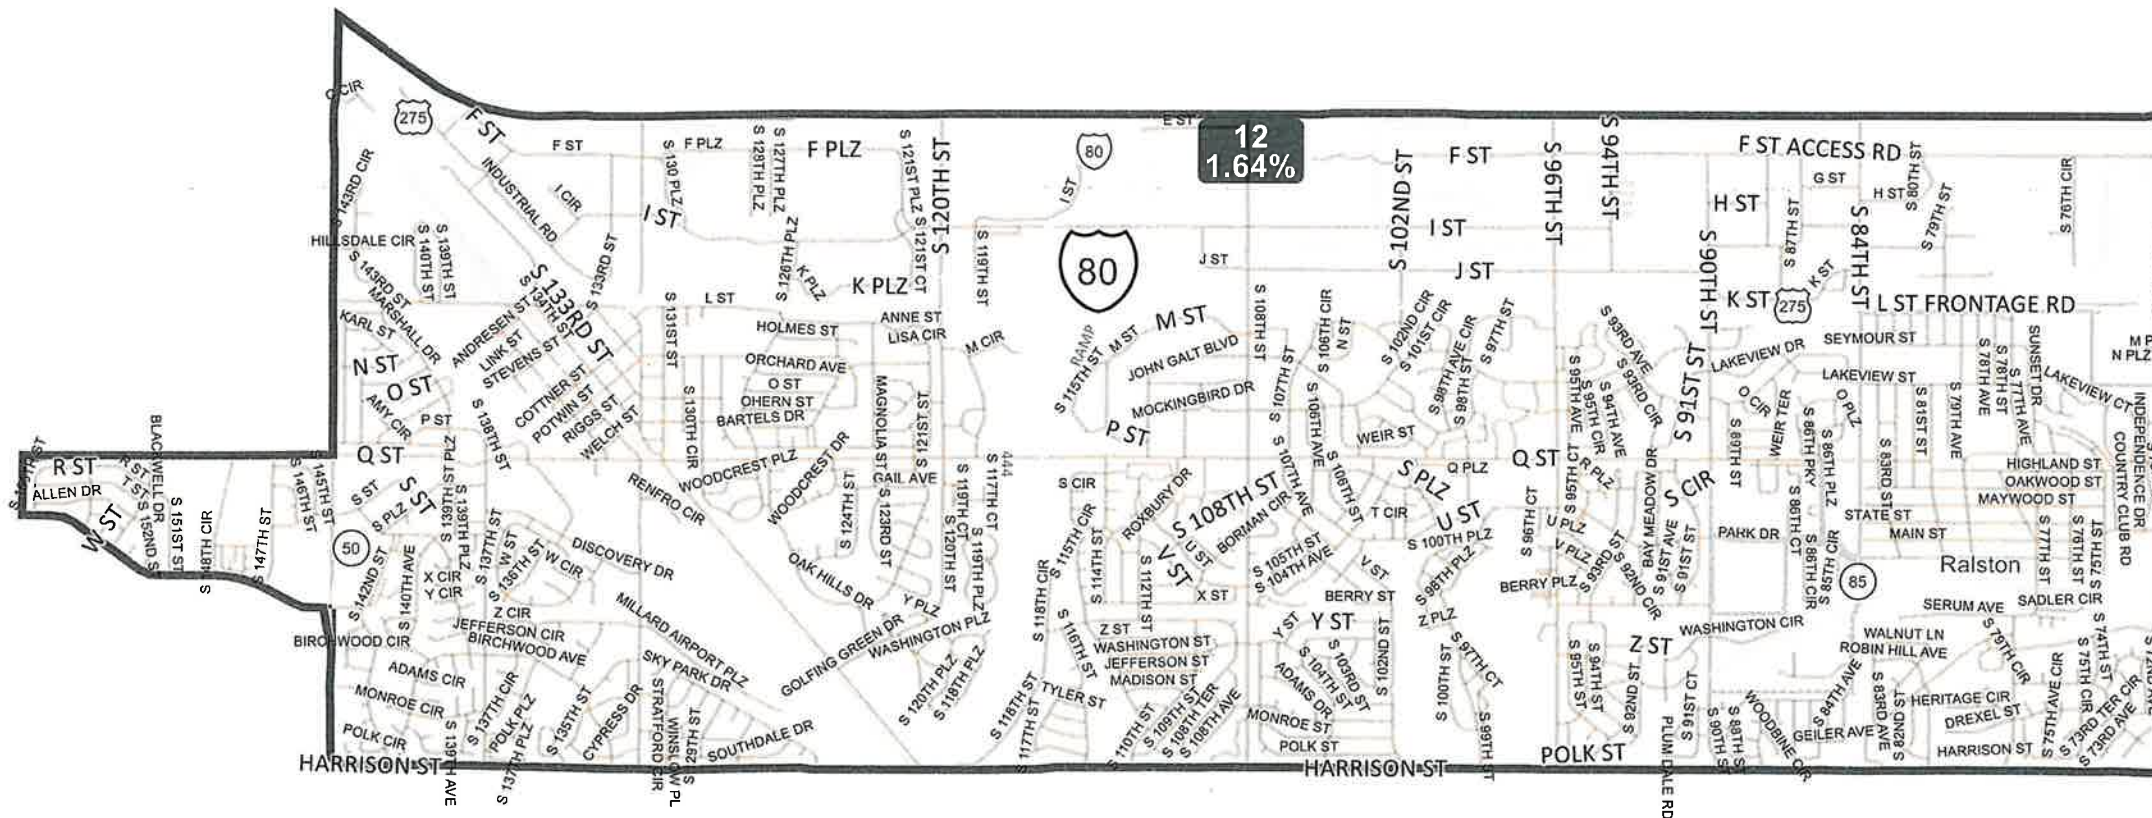 C CIR
275
F ST
F ST
F PLZ
S 130 PLZ
S 128TH PLZ
S 127TH PLZ
F PLZ
S 121ST PLZ
S 120TH ST
80
E ST
12
1.64%
S 102ND ST
F ST
S 96TH ST
S 94TH ST
F ST ACCESS RD
G ST
H ST
S 80TH ST
S 79TH ST
S 76TH CIR
S 143RD CIR
INDUSTRIAL RD
I CIR
I ST
I ST
I ST
H ST
S 87TH ST
S 84TH ST
HILLSDALE CIR
S 140TH ST
S 139TH ST
S 133RD ST
S 126TH PLZ
K PLZ
K PLZ
S 121ST CT
S 119TH ST
80
J ST
J ST
S 90TH ST
K ST
275
K ST
L ST FRONTAGE RD
S 143RD ST
MARSHALL DR
KARL ST
N ST
O ST
AMY CIR
P ST
ANDRESEN ST
LINK ST
STEVENS ST
S 134TH ST
S 133RD ST
COTTNER ST
POTWIN ST
RIGGS ST
WELCH ST
S 138TH ST
L ST
S 131ST ST
S 130TH CIR
HOLMES ST
ANNE ST
LISA CIR
ORCHARD AVE
O ST
OHERN ST
BARTELS DR
MAGNOLIA ST
S 121ST ST
M CIR
RAMP
S 115TH ST
M ST
M ST
JOHN GALT BLVD
MOCKINGBIRD DR
P ST
S 108TH ST
S 107TH ST
S 106TH CIR
N ST
S 106TH AVE
S 102ND CIR
S 101ST CIR
S 98TH AVE CIR
S 98TH ST
S 97TH ST
WEIR ST
S 93RD AVE
S 93RD CIR
S 95TH AVE
S 95TH CIR
S 94TH AVE
S 91ST ST
LAKEVIEW DR
SEYMOUR ST
LAKEVIEW ST
O CIR
WEIR TER
O PLZ
S 81ST ST
S 79TH AVE
S 78TH AVE
S 78TH ST
S 77TH AVE
SUNSET DR
LAKEVIEW CT
M P
N PLZ
INDEPENDENCE DR
COUNTRY CLUB RD
R ST
R ST
ALLEN DR
T ST
W ST
BLACKWELL DR
S 152ND ST
S 151ST ST
S 148TH CIR
S 147TH ST
S 146TH ST
S 145TH ST
Q ST
S ST
S ST
S PLZ
50
S 139TH ST PLZ
S 139TH PLZ
S 137TH ST
W ST
S 136TH ST
W CIR
DISCOVERY DR
RENFRO CIR
WOODCREST PLZ
WOODCREST DR
S 124TH ST
S 123RD ST
GAIL AVE
S 119TH CT
S 117TH CT
444
S 120TH ST
S 119TH PLZ
S CIR
S 115TH CIR
S 114TH ST
ROXBURY DR
S 108TH ST
U ST
V ST
S 112TH ST
X ST
BORMAN CIR
S 107TH AVE
S 106TH ST
S 105TH ST
S 104TH AVE
S PLZ
Q PLZ
T CIR
U ST
S 100TH PLZ
V ST
BERRY ST
S 98TH PLZ
Z PLZ
Q ST
S 96TH CT
S 95TH CT
R PLZ
U PLZ
V PLZ
BERRY PLZ
S 93RD ST
S 92ND CIR
BAY MEADOW DR
S CIR
S 91ST AVE
S 91ST ST
S 89TH ST
PARK DR
S 86TH PKY
S 86TH PLZ
S 86TH CT
S 86TH CIR
S 85TH CIR
85
S 83RD ST
STATE ST
MAIN ST
HIGHLAND ST
OAKWOOD ST
MAYWOOD ST
Ralston
S 77TH ST
S 76TH ST
S 75TH ST
S 142ND ST
S 140TH AVE
X CIR
Y CIR
Z CIR
JEFFERSON CIR
BIRCHWOOD AVE
BIRCHWOOD CIR
ADAMS CIR
MONROE CIR
POLK CIR
HARRISON ST
S 139TH AVE
S 137TH CIR
POLK PLZ
S 137TH PLZ
S 135TH ST
CYPRESS DR
MILLARD AIRPORT PLZ
SKY PARK DR
STRATFORD CIR
WINSLOW PL
S 129TH ST
SOUTHDALE DR
OAK HILLS DR
GOLFING GREEN DR
Y PLZ
WASHINGTON PLZ
S 120TH PLZ
S 118TH PLZ
S 118TH CIR
S 116TH ST
S 118TH ST
S 117TH ST
Z ST
WASHINGTON ST
JEFFERSON ST
MADISON ST
TYLER ST
S 110TH ST
S 109TH ST
S 108TH TER
S 108TH AVE
Y ST
Y ST
S 104TH ST
S 103RD ST
ADAMS DR
MONROE ST
POLK ST
HARRISON ST
S 102ND ST
S 100TH ST
S 97TH CT
S 99TH ST
POLK ST
S 95TH ST
S 94TH ST
S 92ND ST
Z ST
WASHINGTON CIR
S 91ST CT
PLUM DALE RD
S 90TH ST
S 88TH ST
WOODBINE CIR
S 84TH AVE
GEILER AVE
SERUM AVE
SADLER CIR
WALNUT LN
ROBIN HILL AVE
S 83RD AVE
S 82ND ST
HERITAGE CIR
DREXEL ST
HARRISON ST
S 79TH CIR
S 75TH AVE CIR
S 75TH CIR
S 74TH ST
S 73RD TER CIR
S 73RD AVE